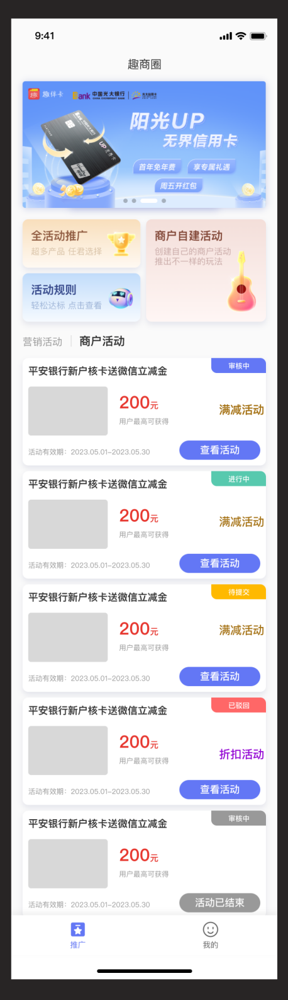 9:41
趣商圈
趣 趣伴卡 Bank 中国光大银行 CHINA EVERBRIGHT BANK
阳光UP
无界信用卡
UP无界卡
首年免年费 享专属礼遇
周五开红包
全活动推广
超多产品 任君选择
商户自建活动
创建自己的商户活动
推出不一样的玩法
活动规则
轻松达标 点击查看
营销活动 商户活动
平安银行新户核卡送微信立减金 审核中
200元
用户最高可获得
满减活动
活动有效期：2023.05.01-2023.05.30 查看活动
平安银行新户核卡送微信立减金 进行中
200元
用户最高可获得
满减活动
活动有效期：2023.05.01-2023.05.30 查看活动
平安银行新户核卡送微信立减金 待提交
200元
用户最高可获得
满减活动
活动有效期：2023.05.01-2023.05.30 查看活动
平安银行新户核卡送微信立减金 已驳回
200元
用户最高可获得
折扣活动
活动有效期：2023.05.01-2023.05.30 查看活动
平安银行新户核卡送微信立减金 审核中
200元
用户最高可获得
活动有效期：2023.05.01-2023.05.30 活动已结束
推广 我的